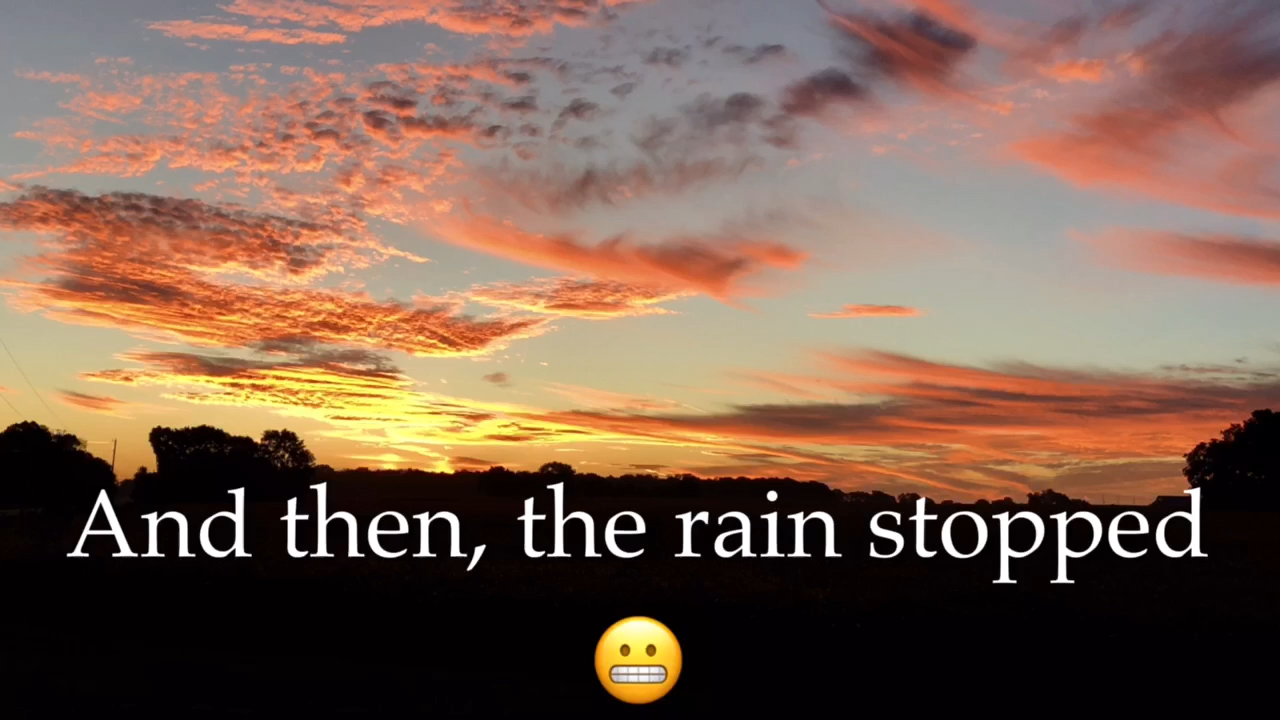 And then, the rain stopped
😬